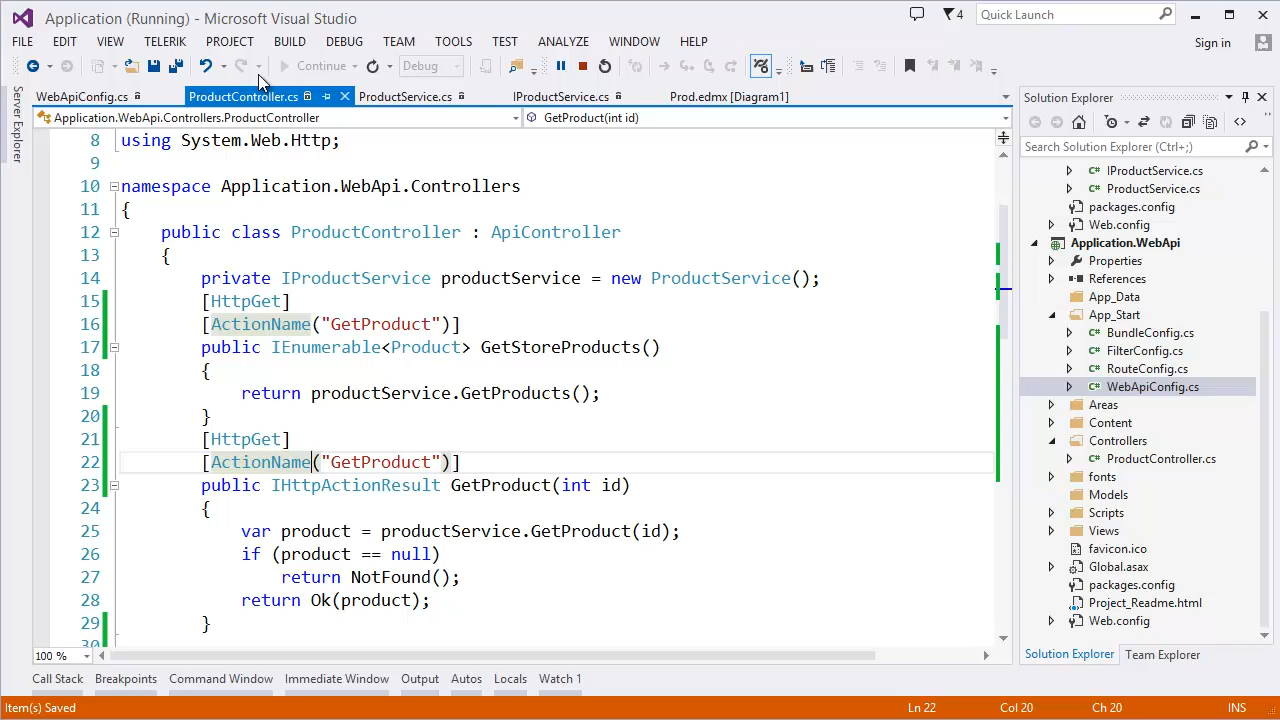 Application (Running) - Microsoft Visual Studio
4
Quick Launch
FILE EDIT VIEW TELERIK PROJECT BUILD DEBUG TEAM TOOLS TEST ANALYZE WINDOW HELP
Sign in
Continue
Debug
Server Explorer
WebApiConfig.cs ProductController.cs ProductService.cs IProductService.cs Prod.edmx [Diagram1]
Application.WebApi.Controllers.ProductController GetProduct(int id)
8 using System.Web.Http;
9
10 namespace Application.WebApi.Controllers
11 {
12 public class ProductController : ApiController
13 {
14 private IProductService productService = new ProductService();
15 [HttpGet]
16 [ActionName("GetProduct")]
17 public IEnumerable<Product> GetStoreProducts()
18 {
19 return productService.GetProducts();
20 }
21 [HttpGet]
22 [ActionName("GetProduct")]
23 public IHttpActionResult GetProduct(int id)
24 {
25 var product = productService.GetProduct(id);
26 if (product == null)
27 return NotFound();
28 return Ok(product);
29 }
30
100 %
Solution Explorer
Search Solution Explorer (Ctrl+;)
IProductService.cs
ProductService.cs
packages.config
Web.config
Application.WebApi
Properties
References
App_Data
App_Start
BundleConfig.cs
FilterConfig.cs
RouteConfig.cs
WebApiConfig.cs
Areas
Content
Controllers
ProductController.cs
fonts
Models
Scripts
Views
favicon.ico
Global.asax
packages.config
Project_Readme.html
Web.config
Solution Explorer Team Explorer
Call Stack Breakpoints Command Window Immediate Window Output Autos Locals Watch 1
Item(s) Saved Ln 22 Col 20 Ch 20 INS